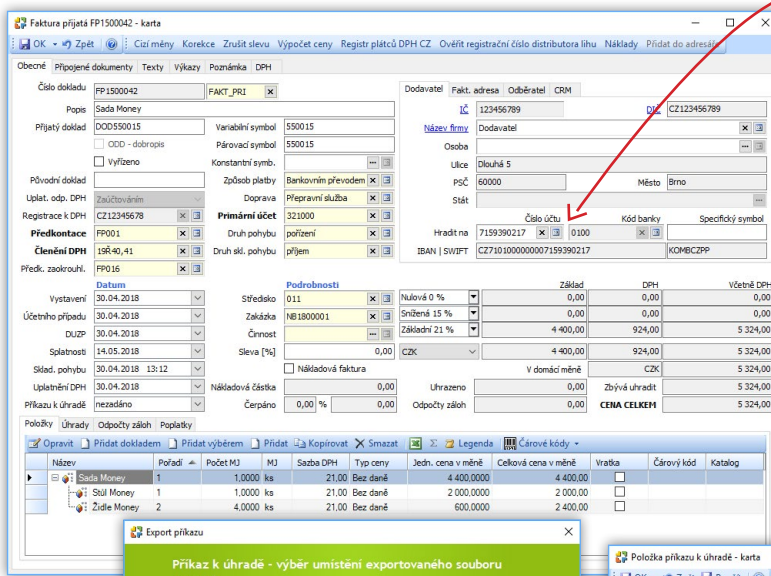 Faktura přijatá FP1500042 - karta
OK Zpět Cizí měny Korekce Zrušit slevu Výpočet ceny Registr plátců DPH CZ Ověřit registrační číslo distributora lihu Náklady Přidat do adresáře
Obecné Připojené dokumenty Texty Výkazy Poznámka DPH
Číslo dokladu FP1500042 FAKT_PRI
Popis Sada Money
Přijatý doklad DOD550015 Variabilní symbol 550015
ODD - dobropis Párovací symbol 550015
Vyřízeno Konstantní symb.
Původní doklad Způsob platby Bankovním převodem
Uplat. odp. DPH Zaúčtováním Doprava Přepravní služba
Registrace k DPH CZ12345678 Primární účet 321000
Předkontace FP001 Druh pohybu pořízení
Členění DPH 19Ř40,41 Druh skl. pohybu příjem
Předk. zaokrouhl. FP016
Dodavatel Fakt. adresa Odběratel CRM
IČ 123456789 DIČ CZ123456789
Název firmy Dodavatel
Osoba
Ulice Dlouhá 5
PSČ 60000 Město Brno
Stát
Číslo účtu Kód banky Specifický symbol
Hradit na 7159390217 0100
IBAN | SWIFT CZ7101000000007159390217 KOMBCZPP
Datum
Vystavení 30.04.2018
Účetního případu 30.04.2018
DUZP 30.04.2018
Splatnosti 14.05.2018
Sklad. pohybu 30.04.2018 13:12
Uplatnění DPH 30.04.2018
Příkazu k úhradě nezadáno
Podrobnosti
Středisko 011
Zakázka NB1800001
Činnost
Sleva [%] 0,00
Nákladová faktura
Nákladová částka 0,00
Čerpáno 0,00 % 0,00
Základ DPH Včetně DPH
Nulová 0 % 0,00 0,00 0,00
Snížená 15 % 0,00 0,00 0,00
Základní 21 % 4 400,00 924,00 5 324,00
CZK 4 400,00 924,00 5 324,00
V domácí měně CZK 5 324,00
Uhrazeno 0,00 Zbývá uhradit 5 324,00
Odpočty záloh 0,00 CENA CELKEM 5 324,00
Položky Úhrady Odpočty záloh Poplatky
Opravit Přidat dokladem Přidat výběrem Přidat Kopírovat Smazat Σ Legenda Čárové kódy
Název Pořadí Počet MJ MJ Sazba DPH Typ ceny Jedn. cena v měně Celková cena v měně Vratka Čárový kód Katalog
Sada Money 1 1,0000 ks 21,00 Bez daně 4 400,0000 4 400,00
Stůl Money 1 1,0000 ks 21,00 Bez daně 2 000,0000 2 000,00
Židle Money 2 4,0000 ks 21,00 Bez daně 600,0000 2 400,00
Export příkazu
Příkaz k úhradě - výběr umístění exportovaného souboru
Položka příkazu k úhradě - karta